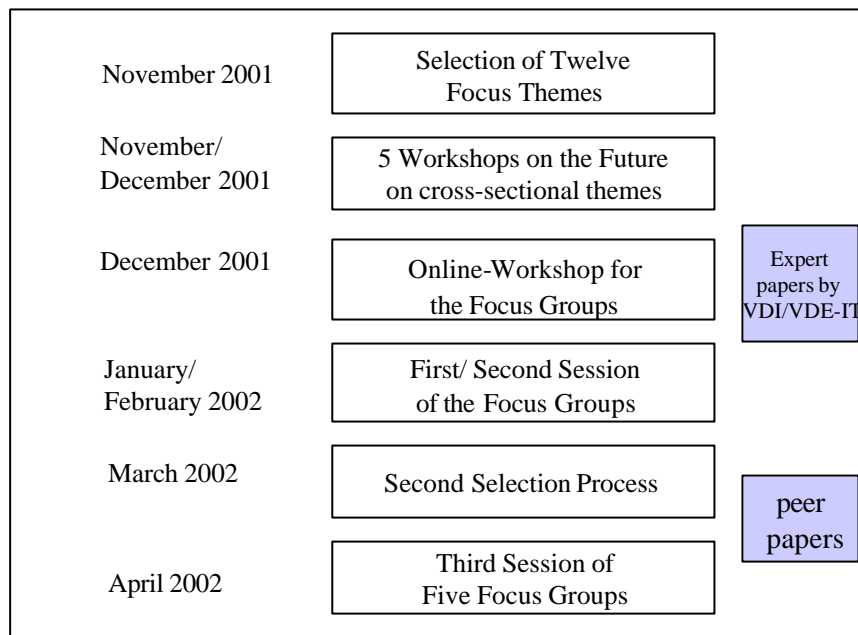 November 2001
Selection of Twelve
Focus Themes
November/
December 2001
5 Workshops on the Future
on cross-sectional themes
December 2001
Online-Workshop for
the Focus Groups
Expert
papers by
VDI/VDE-IT
January/
February 2002
First/ Second Session
of the Focus Groups
March 2002
Second Selection Process
peer
papers
April 2002
Third Session of
Five Focus Groups